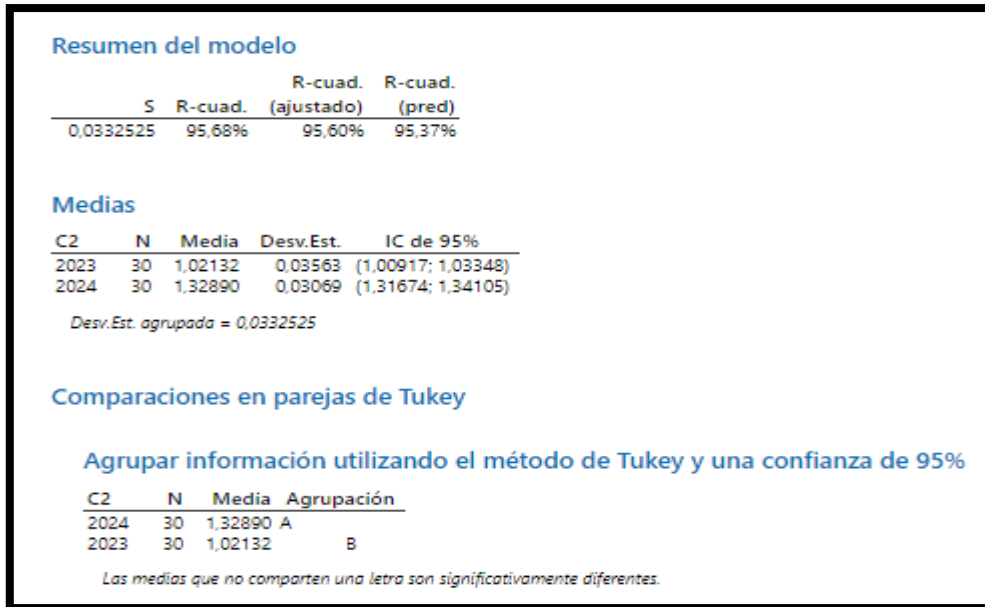 Resumen del modelo
R-cuad. R-cuad.
S R-cuad. (ajustado) (pred)
0,0332525 95,68% 95,60% 95,37%
Medias
C2 N Media Desv.Est. IC de 95%
2023 30 1,02132 0,03563 (1,00917; 1,03348)
2024 30 1,32890 0,03069 (1,31674; 1,34105)
Desv.Est. agrupada = 0,0332525
Comparaciones en parejas de Tukey
Agrupar información utilizando el método de Tukey y una confianza de 95%
C2 N Media Agrupación
2024 30 1,32890 A
2023 30 1,02132 B
Las medias que no comparten una letra son significativamente diferentes.